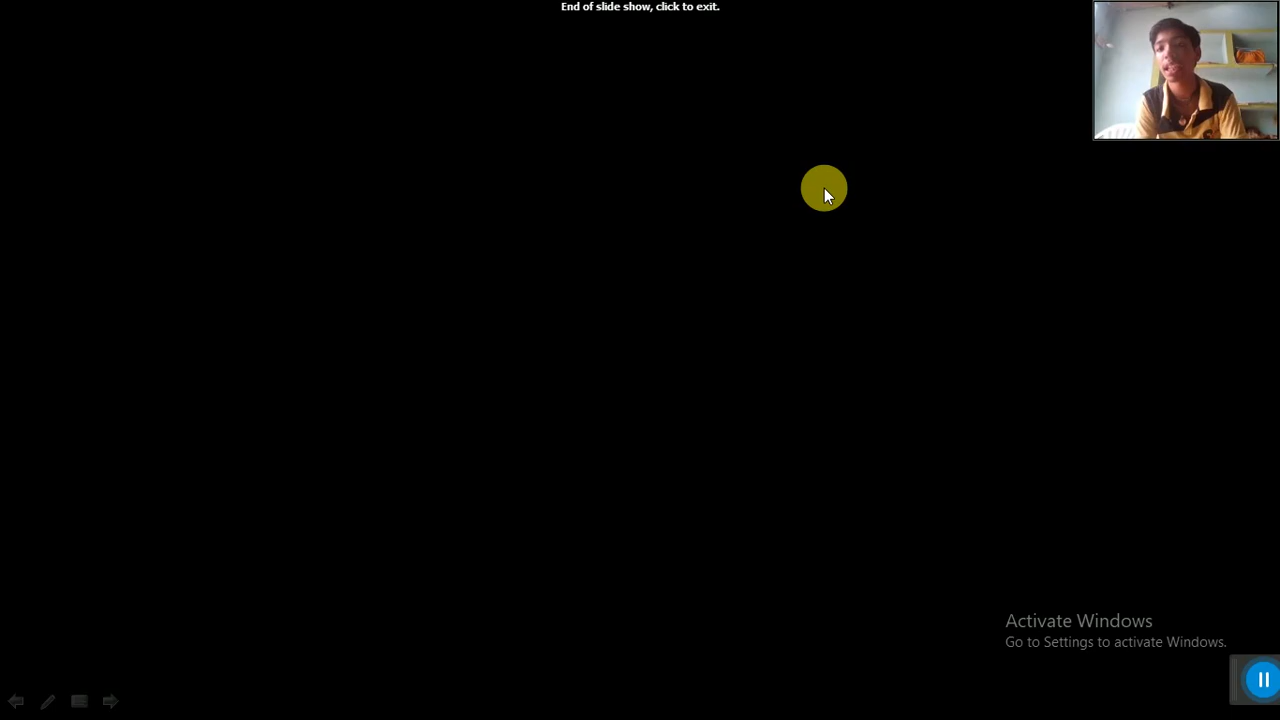 End of slide show, click to exit.
Activate Windows
Go to Settings to activate Windows.